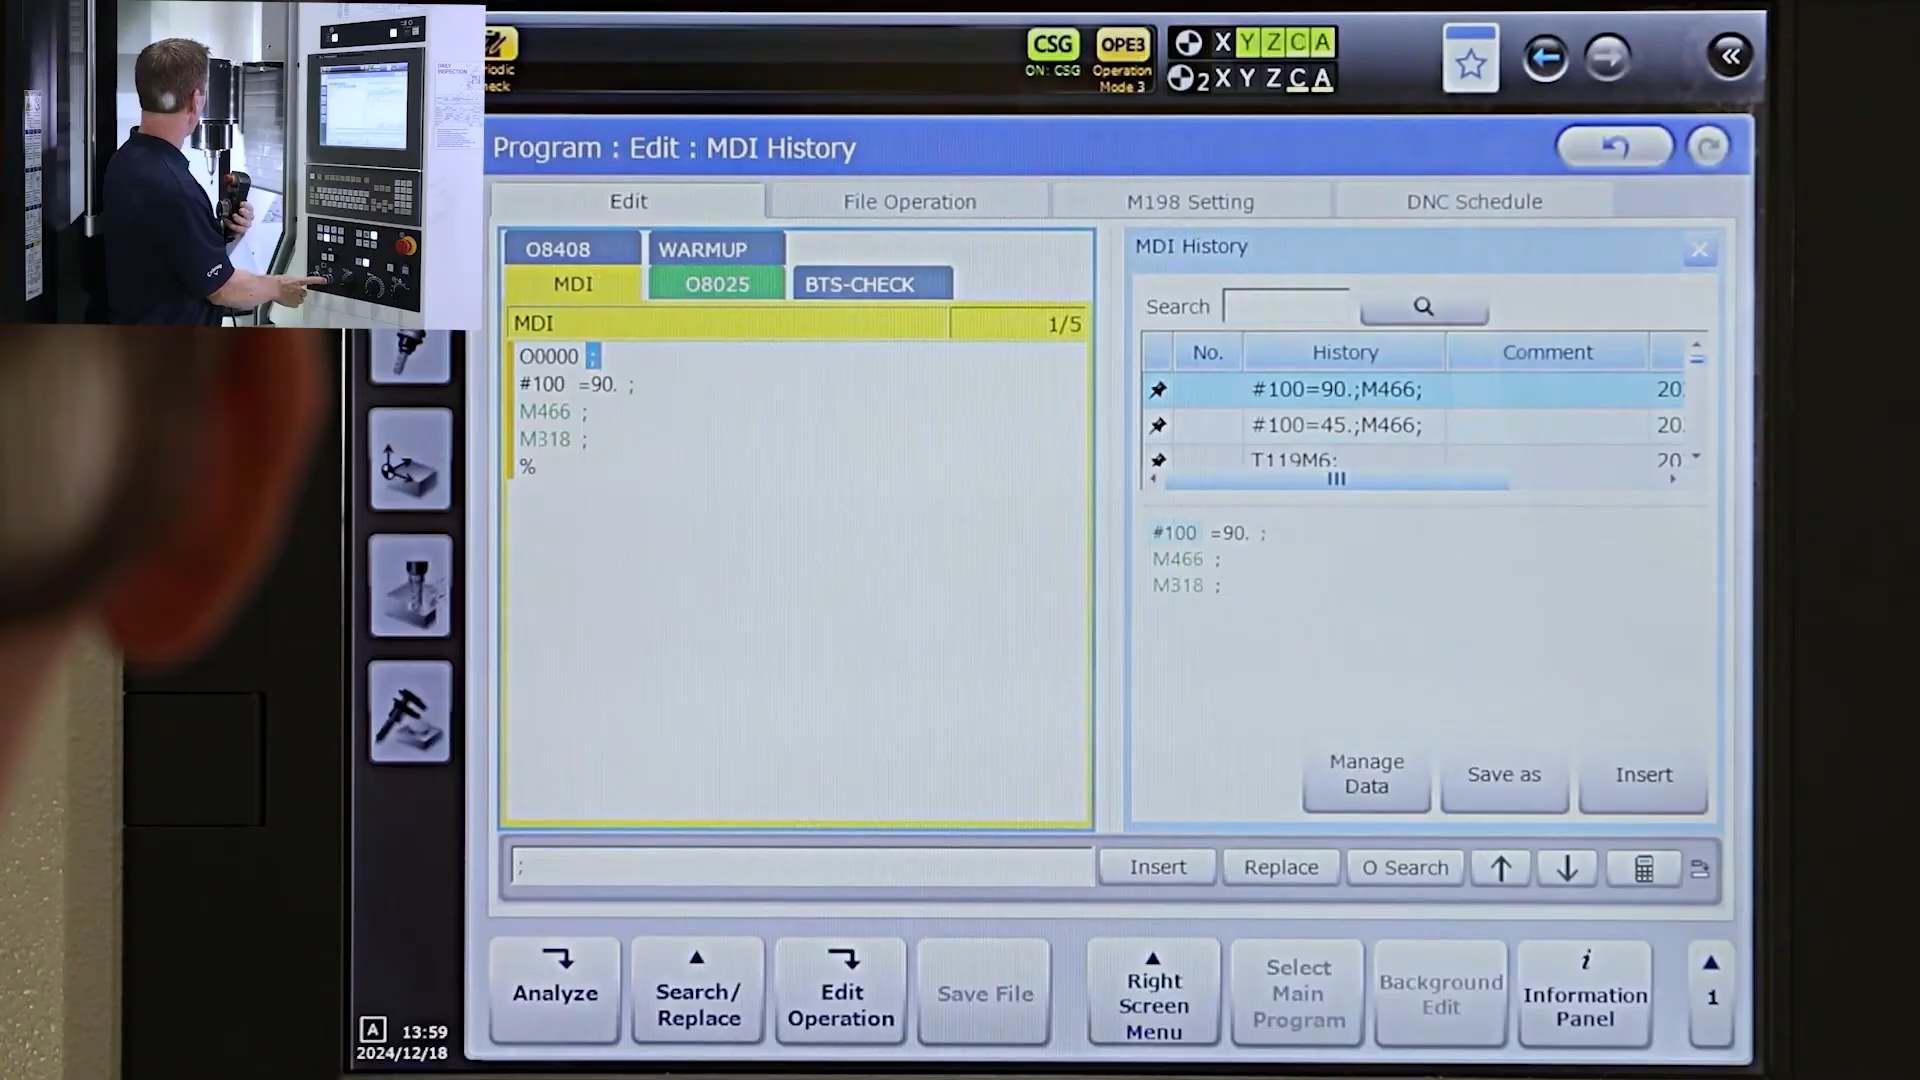 DAILY
INSPECTION
CSG
ON: CSG
OPE3
Operation
Mode 3
X Y Z C A
2 X Y Z C A
Program : Edit : MDI History
Edit
File Operation
M198 Setting
DNC Schedule
O8408
WARMUP
MDI
O8025
BTS-CHECK
MDI
1/5
O0000 ;
#100 =90. ;
M466 ;
M318 ;
%
MDI History
Search
No.
History
Comment
#100=90.;M466;
20
#100=45.;M466;
20
T119M6;
20
#100 =90. ;
M466 ;
M318 ;
Manage
Data
Save as
Insert
;
Insert
Replace
O Search
Analyze
Search/
Replace
Edit
Operation
Save File
Right
Screen
Menu
Select
Main
Program
Background
Edit
i
Information
Panel
1
A 13:59
2024/12/18